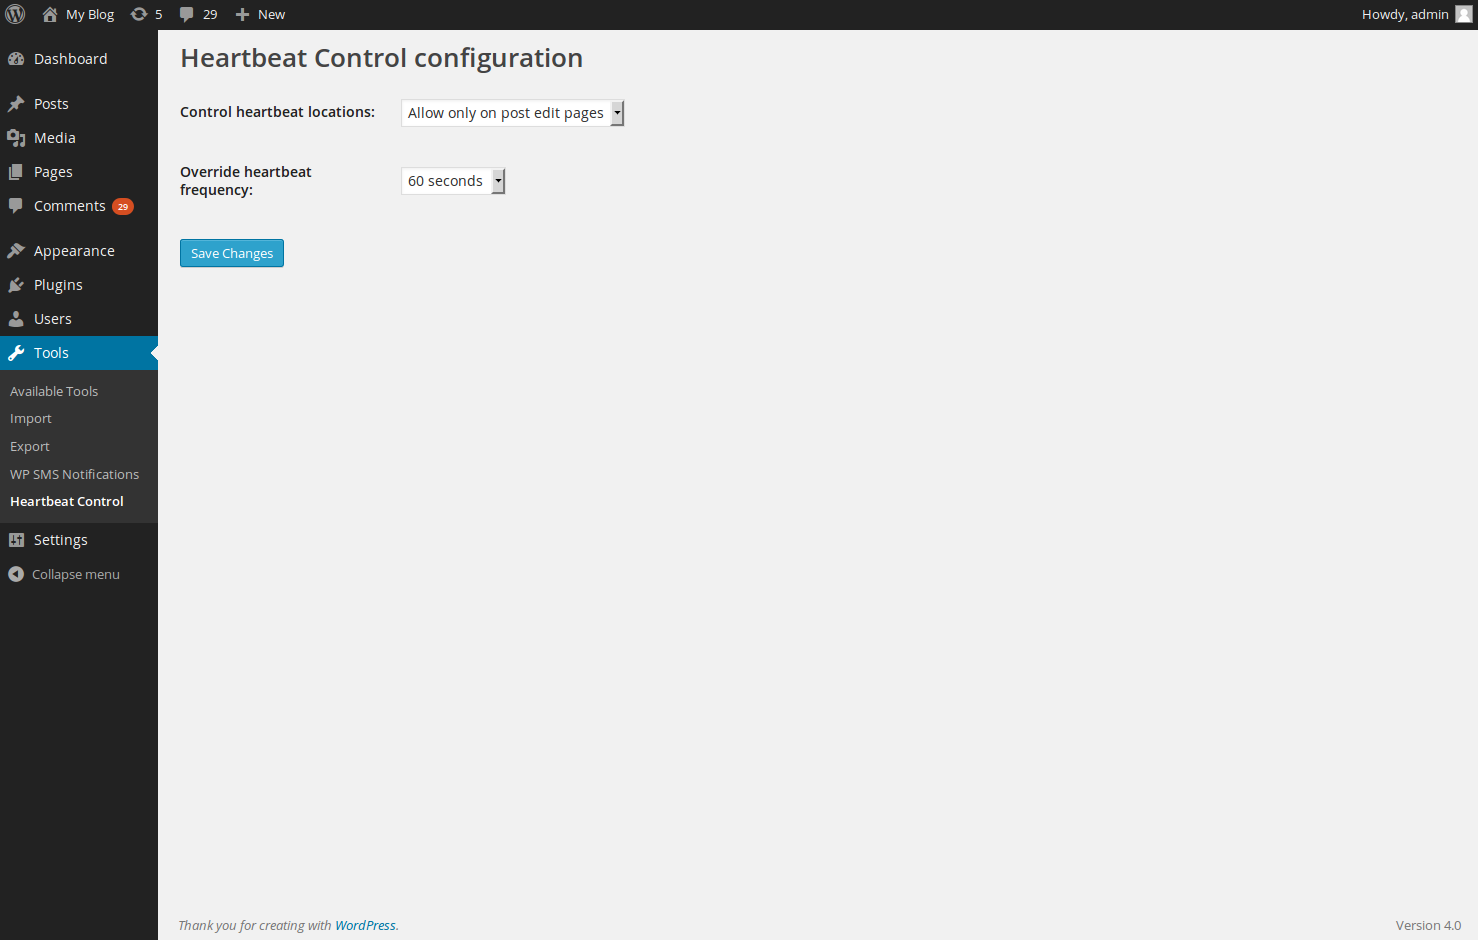 My Blog 5 29 New Howdy, admin
Dashboard
Posts
Media
Pages
Comments 29
Appearance
Plugins
Users
Tools
Available Tools
Import
Export
WP SMS Notifications
Heartbeat Control
Settings
Collapse menu
Heartbeat Control configuration
Control heartbeat locations: Allow only on post edit pages
Override heartbeat
frequency: 60 seconds
Save Changes
Thank you for creating with WordPress. Version 4.0